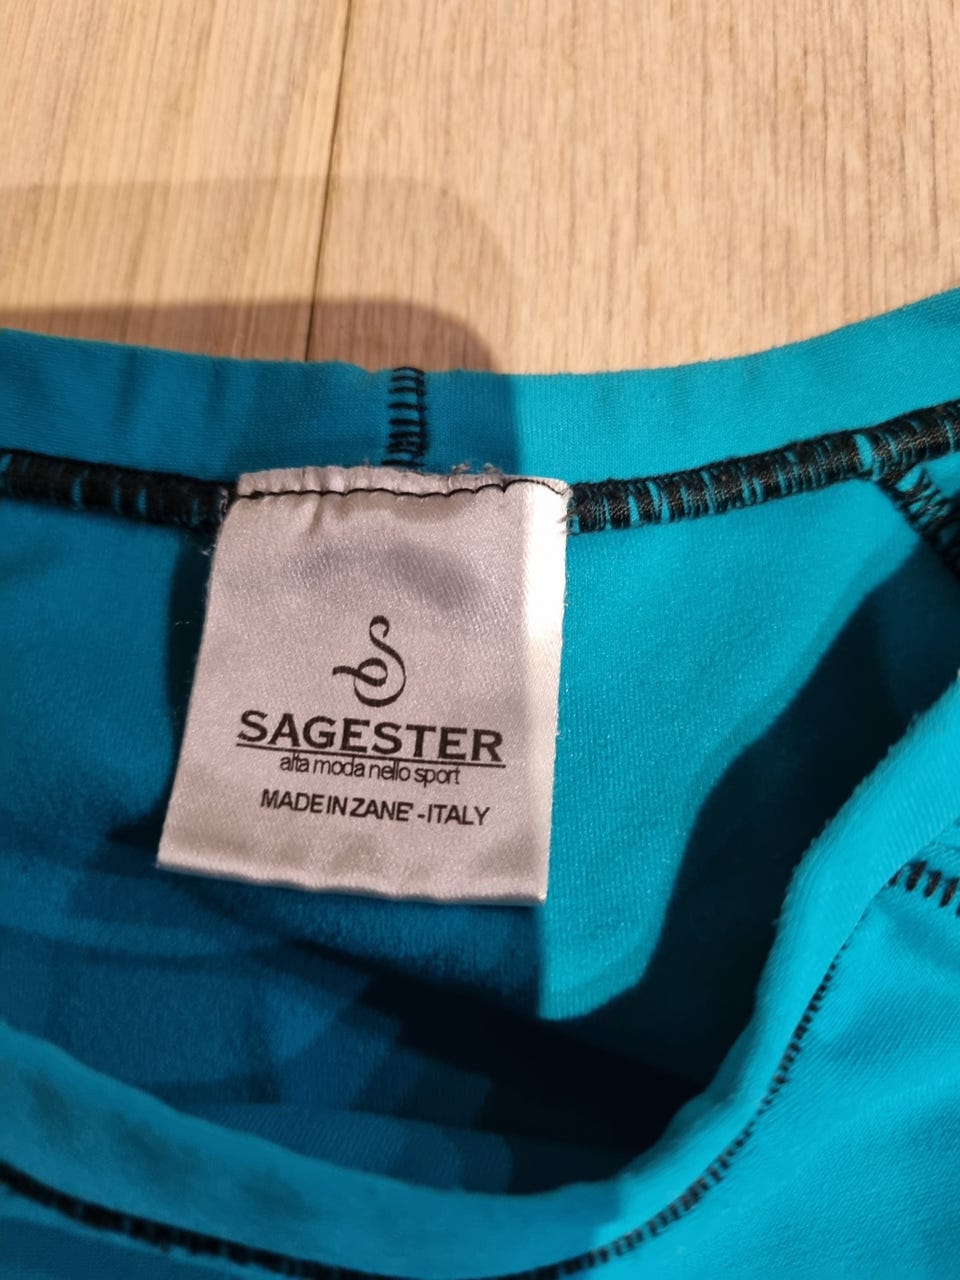 SAGESTER
alta moda nello sport
MADE IN ZANE' - ITALY